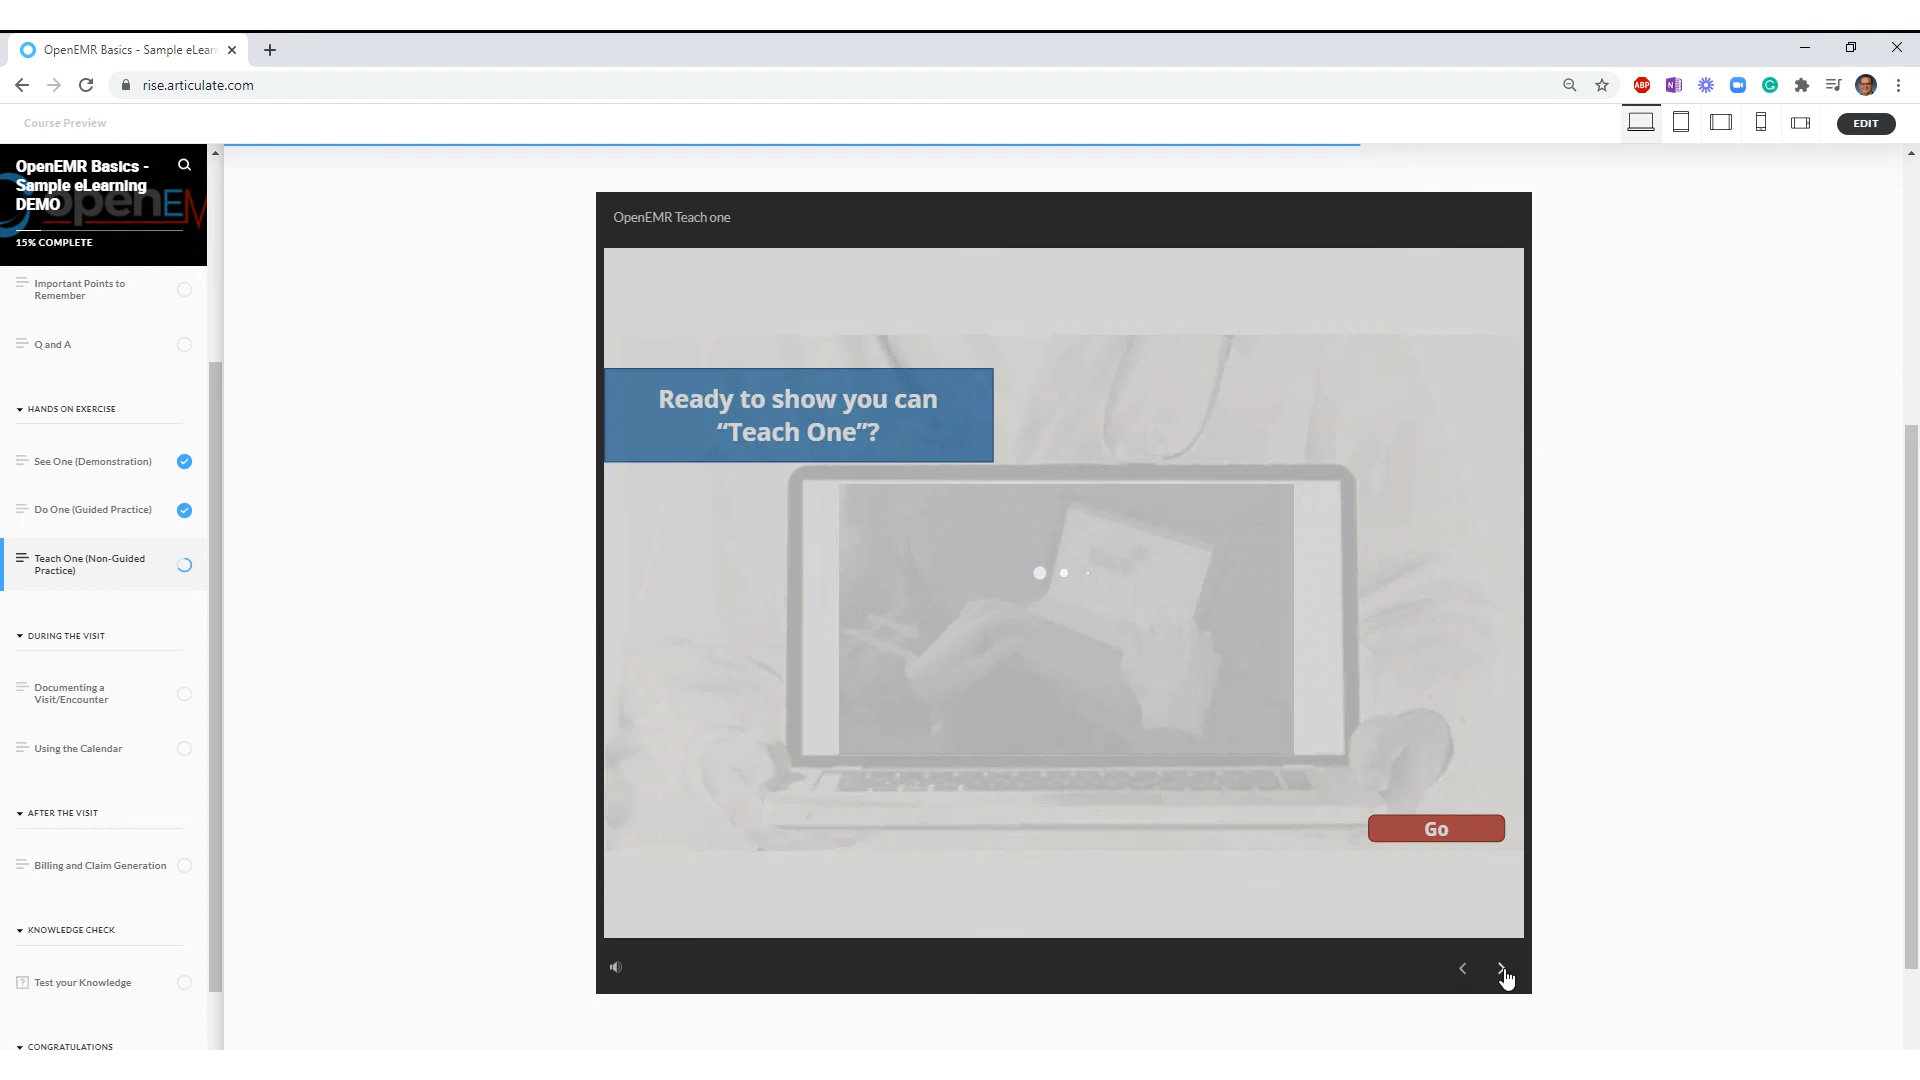 OpenEMR Basics - Sample eLear
rise.articulate.com
ABP
Course Preview
EDIT
OpenEMR Basics -
Sample eLearning
DEMO
15% COMPLETE
Important Points to
Remember
Q and A
HANDS ON EXERCISE
See One (Demonstration)
Do One (Guided Practice)
Teach One (Non-Guided
Practice)
DURING THE VISIT
Documenting a
Visit/Encounter
Using the Calendar
AFTER THE VISIT
Billing and Claim Generation
KNOWLEDGE CHECK
Test your Knowledge
CONGRATULATIONS
OpenEMR Teach one
Ready to show you can
“Teach One”?
Go